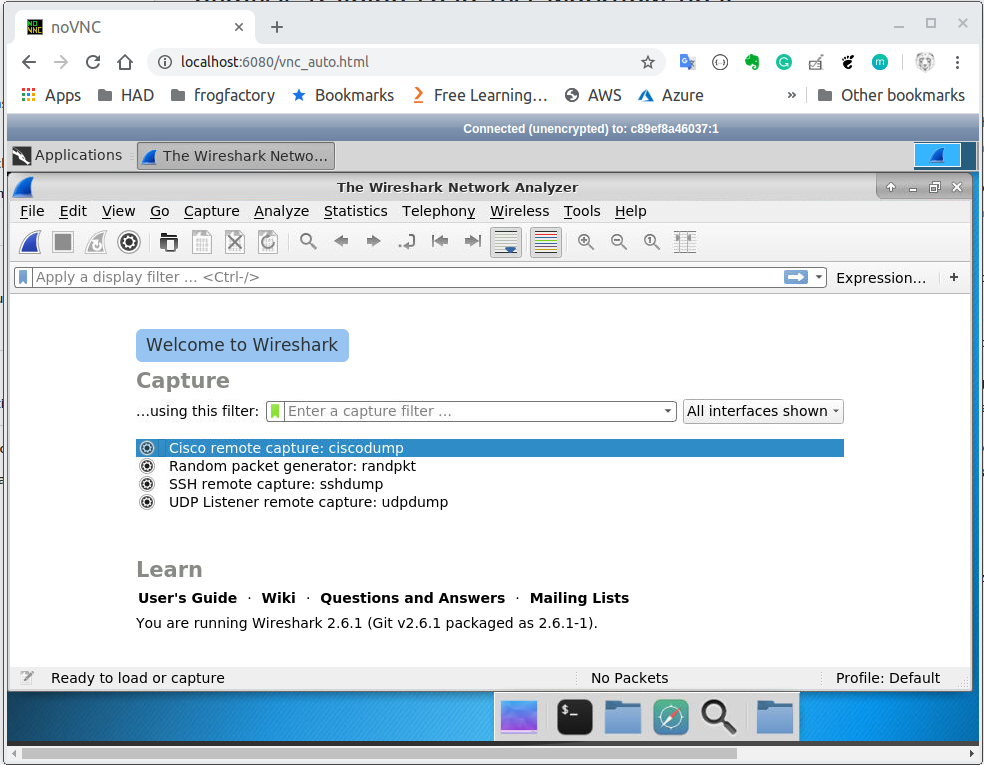 noVNC
localhost:6080/vnc_auto.html
Apps HAD frogfactory Bookmarks Free Learning... AWS Azure » Other bookmarks
Connected (unencrypted) to: c89ef8a46037:1
Applications The Wireshark Netwo...
The Wireshark Network Analyzer
File Edit View Go Capture Analyze Statistics Telephony Wireless Tools Help
Apply a display filter ... <Ctrl-/> Expression... +
Welcome to Wireshark
Capture
...using this filter: Enter a capture filter ... All interfaces shown
Cisco remote capture: ciscodump
Random packet generator: randpkt
SSH remote capture: sshdump
UDP Listener remote capture: udpdump
Learn
User's Guide · Wiki · Questions and Answers · Mailing Lists
You are running Wireshark 2.6.1 (Git v2.6.1 packaged as 2.6.1-1).
Ready to load or capture No Packets Profile: Default
$_